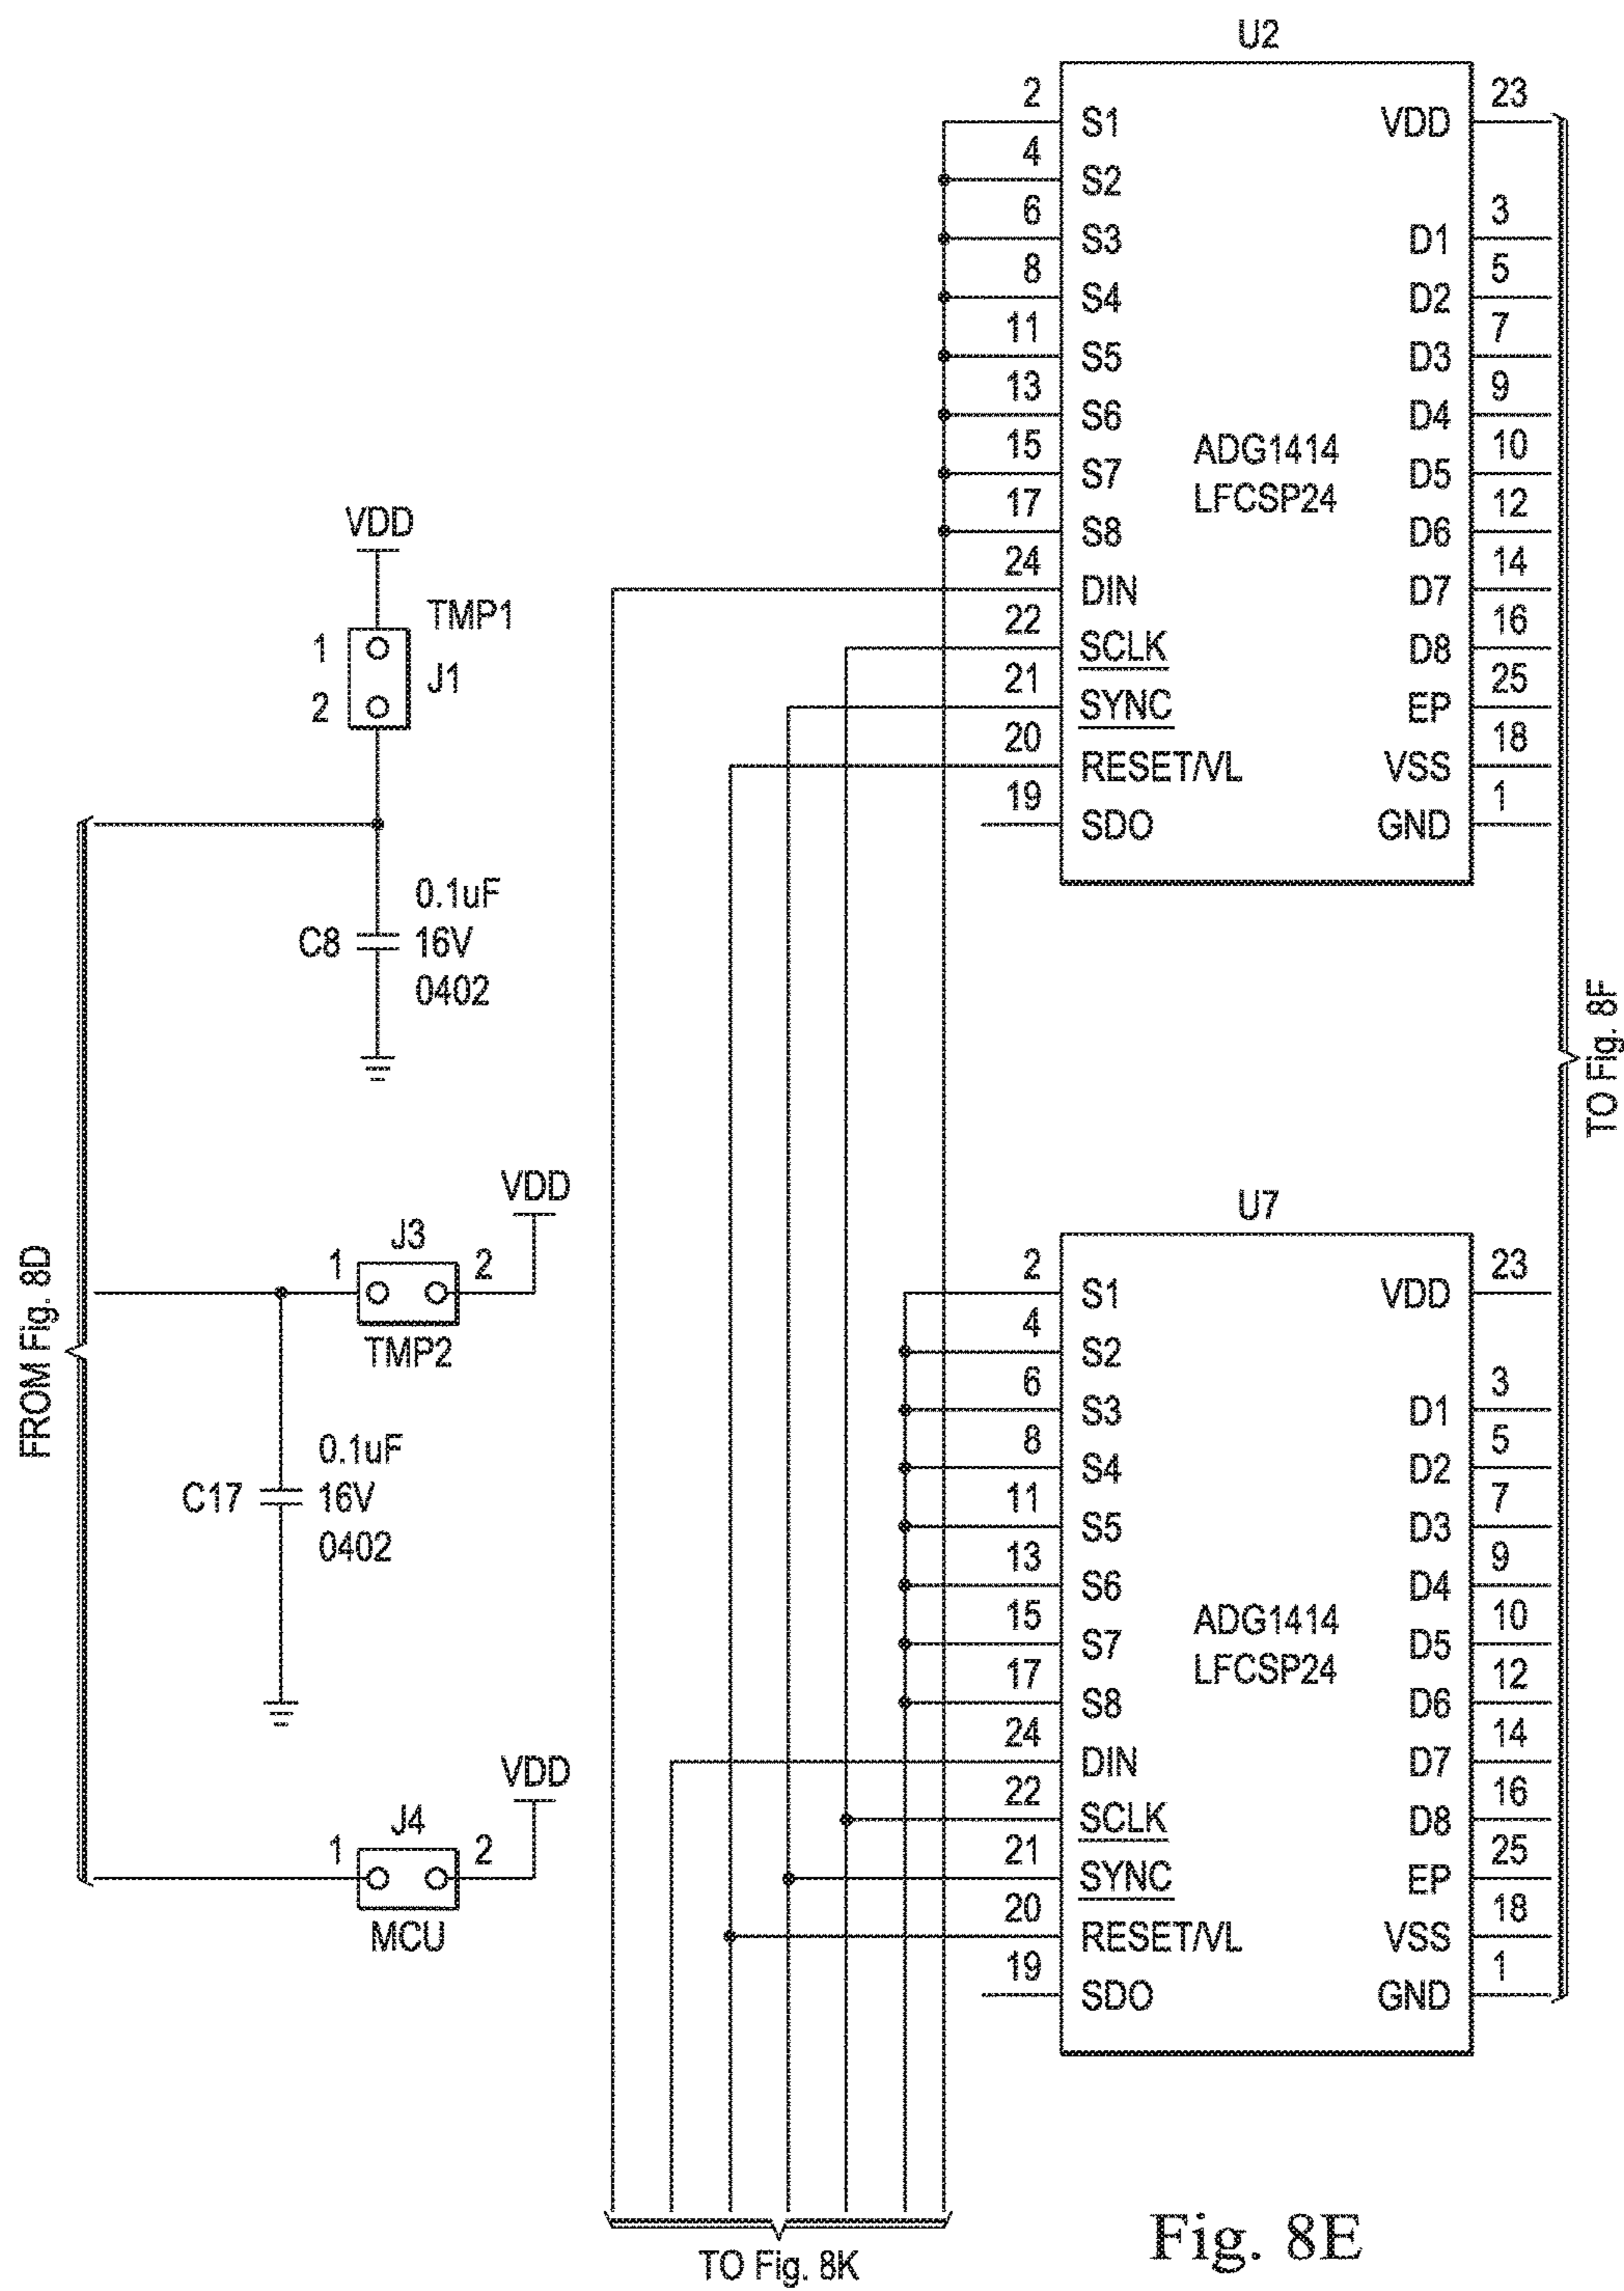 U2
2 S1 VDD 23
4 S2
6 S3 D1 3
8 S4 D2 5
11 S5 D3 7
13 S6 D4 9
15 S7 D5 10
17 S8 D6 12
24 DIN D7 14
22 SCLK D8 16
21 SYNC EP 25
20 RESET/VL VSS 18
19 SDO GND 1
ADG1414
LFCSP24
VDD
TMP1
1
J1
2
0.1uF
C8 16V
0402
VDD
J3
1 2
TMP2
0.1uF
C17 16V
0402
VDD
J4
1 2
MCU
FROM Fig. 8D
TO Fig. 8F
U7
2 S1 VDD 23
4 S2
6 S3 D1 3
8 S4 D2 5
11 S5 D3 7
13 S6 D4 9
15 S7 D5 10
17 S8 D6 12
24 DIN D7 14
22 SCLK D8 16
21 SYNC EP 25
20 RESET/VL VSS 18
19 SDO GND 1
ADG1414
LFCSP24
TO Fig. 8K
Fig. 8E